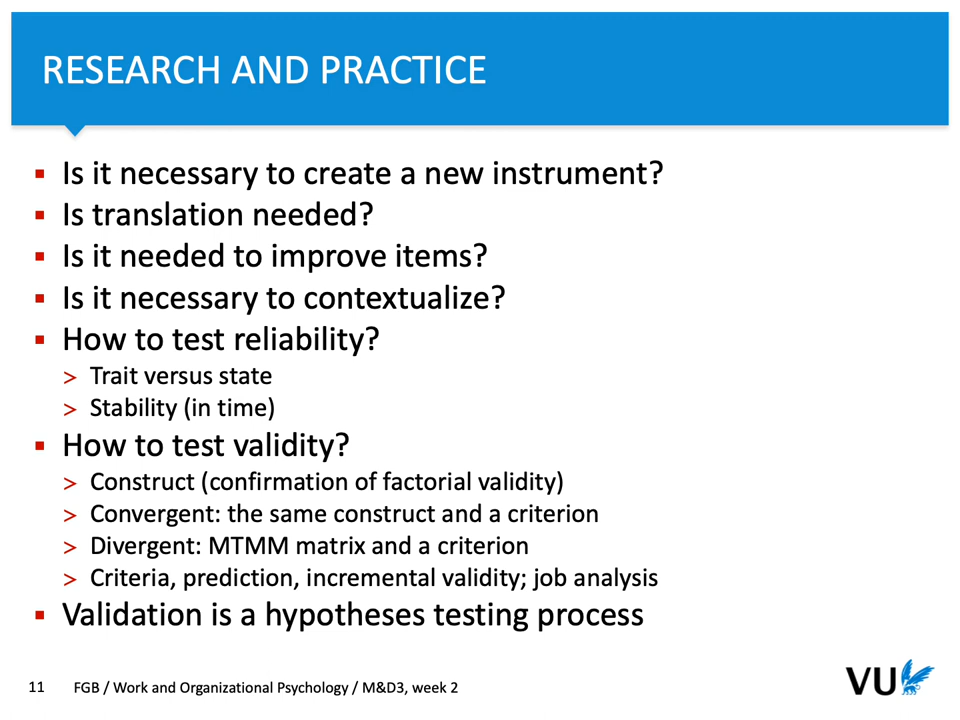 RESEARCH AND PRACTICE
▪ Is it necessary to create a new instrument?
▪ Is translation needed?
▪ Is it needed to improve items?
▪ Is it necessary to contextualize?
▪ How to test reliability?
> Trait versus state
> Stability (in time)
▪ How to test validity?
> Construct (confirmation of factorial validity)
> Convergent: the same construct and a criterion
> Divergent: MTMM matrix and a criterion
> Criteria, prediction, incremental validity; job analysis
▪ Validation is a hypotheses testing process
11 FGB / Work and Organizational Psychology / M&D3, week 2
VU